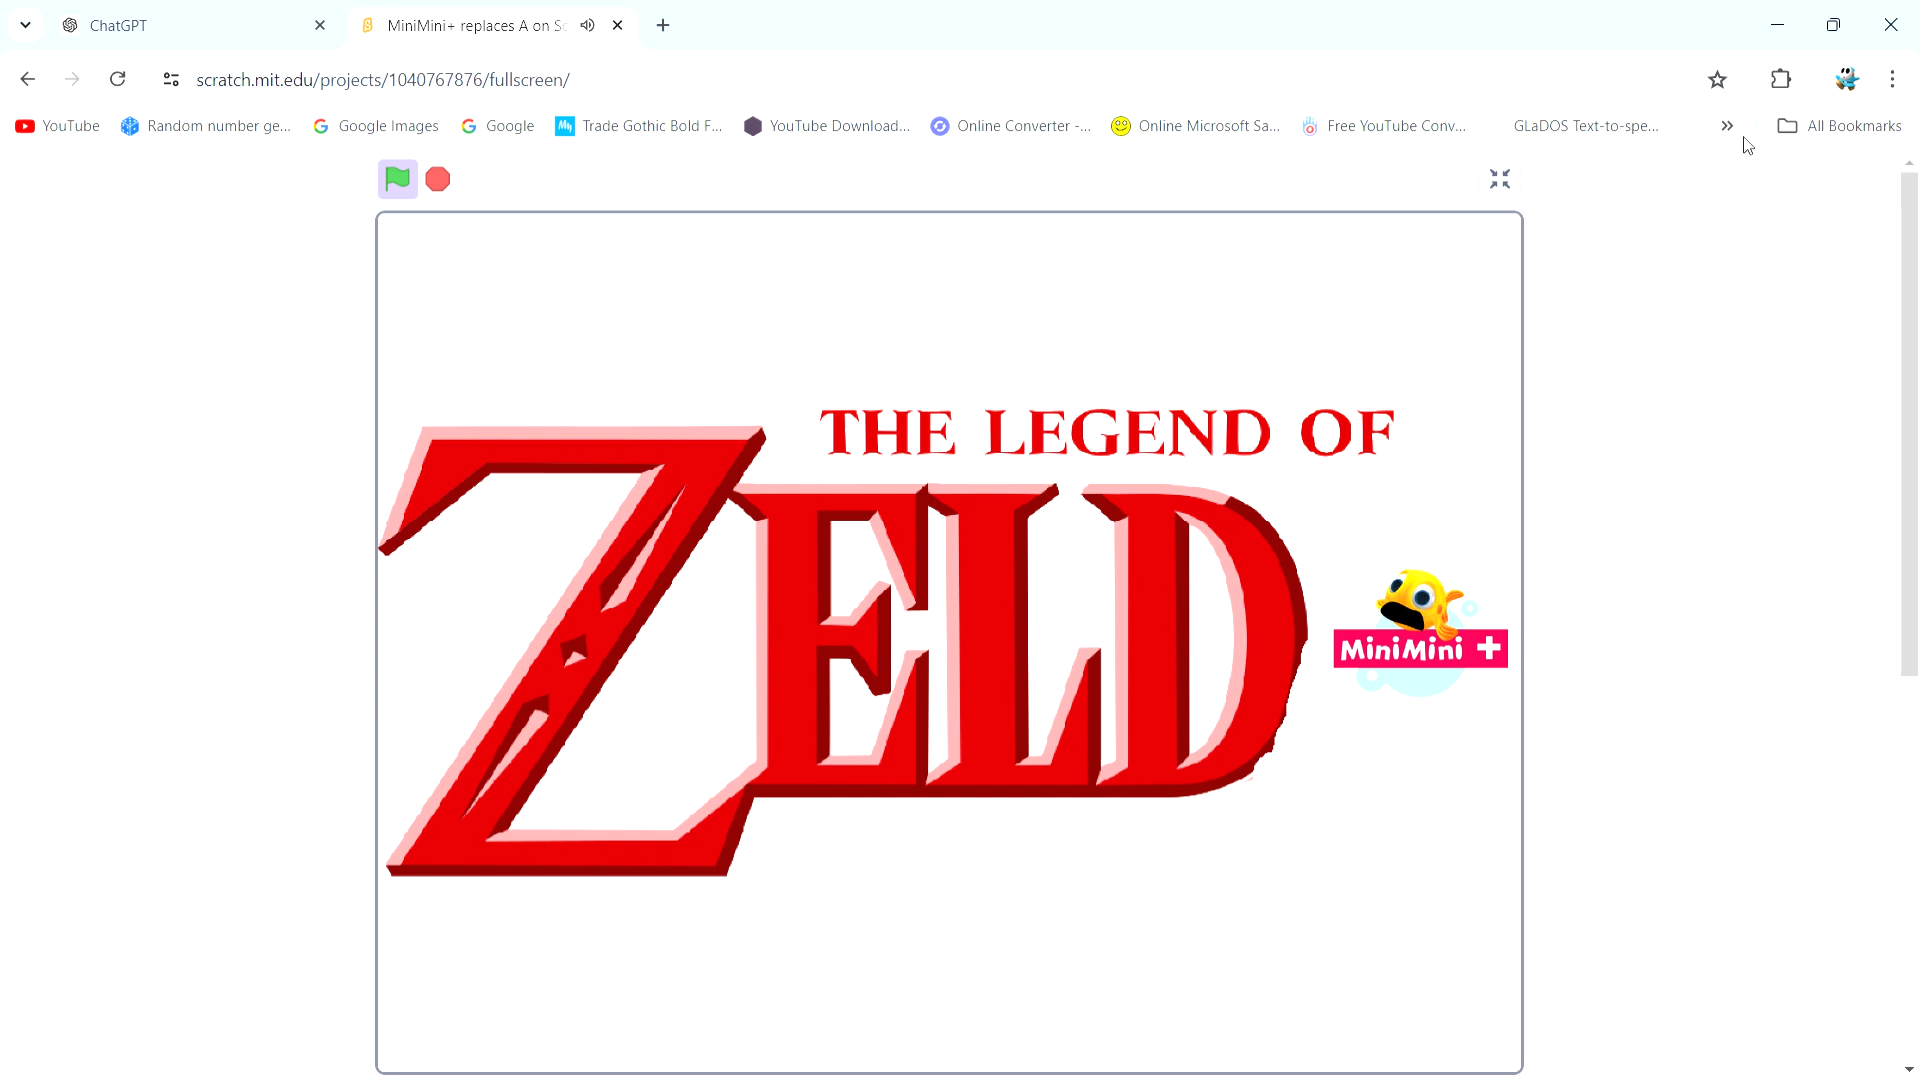 ChatGPT
MiniMini+ replaces A on Sc
scratch.mit.edu/projects/1040767876/fullscreen/
YouTube
Random number ge...
Google Images
Google
Trade Gothic Bold F...
YouTube Download...
Online Converter -...
Online Microsoft Sa...
Free YouTube Conv...
GLaDOS Text-to-spe...
All Bookmarks
THE LEGEND OF
ZELD
MiniMini +